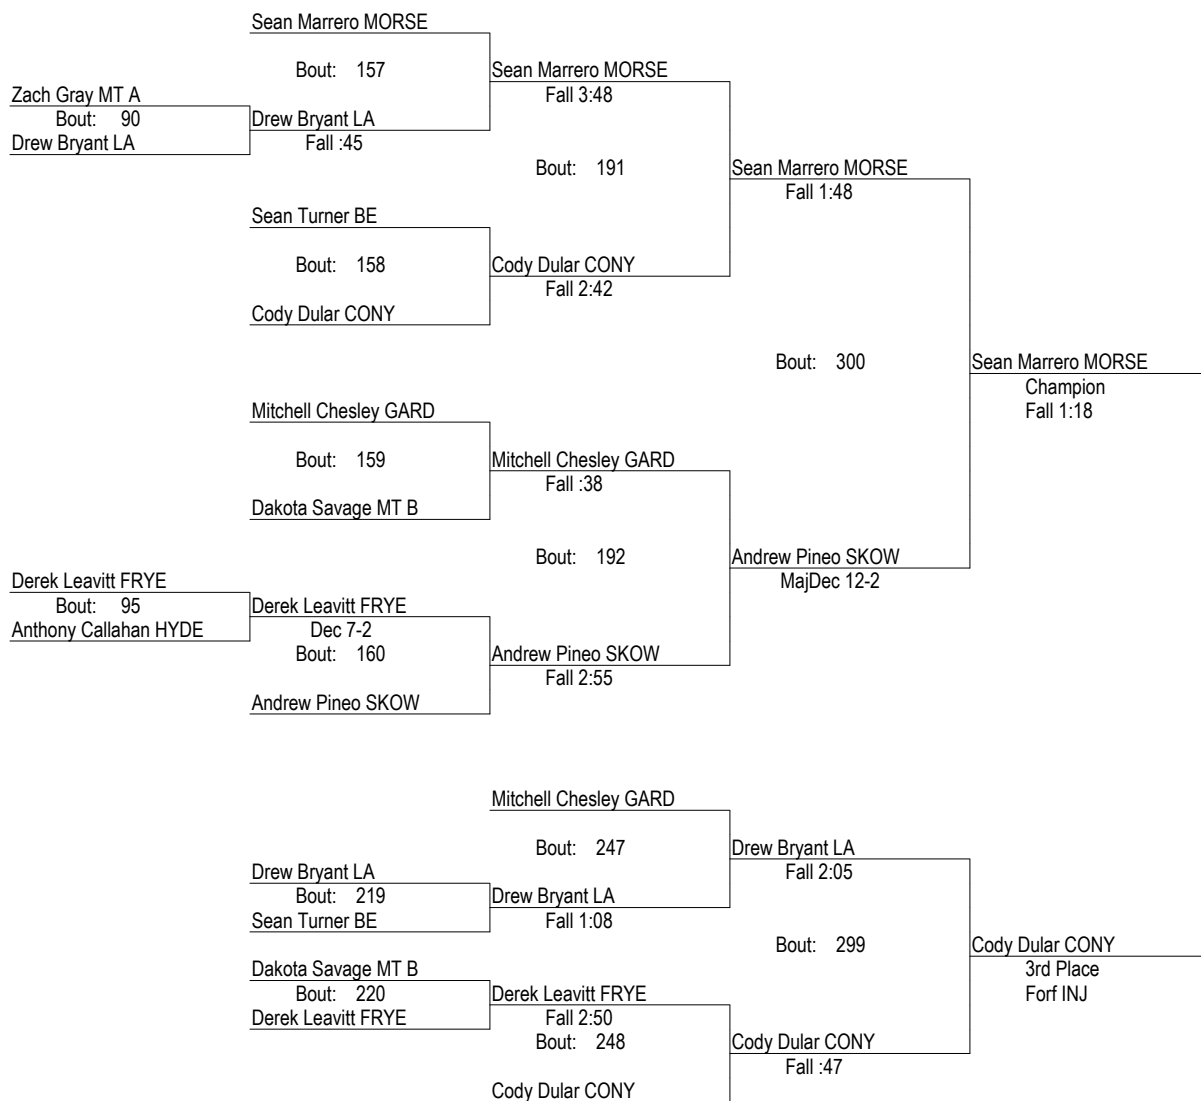 Sean Marrero MORSE
Bout: 157
Sean Marrero MORSE
Zach Gray MT A
Fall 3:48
Bout: 90
Drew Bryant LA
Drew Bryant LA
Fall :45
Bout: 191
Sean Marrero MORSE
Fall 1:48
Sean Turner BE
Bout: 158
Cody Dular CONY
Fall 2:42
Cody Dular CONY
Bout: 300
Sean Marrero MORSE
Champion
Mitchell Chesley GARD
Fall 1:18
Bout: 159
Mitchell Chesley GARD
Fall :38
Dakota Savage MT B
Bout: 192
Andrew Pineo SKOW
Derek Leavitt FRYE
MajDec 12-2
Bout: 95
Derek Leavitt FRYE
Anthony Callahan HYDE
Dec 7-2
Bout: 160
Andrew Pineo SKOW
Fall 2:55
Andrew Pineo SKOW
Mitchell Chesley GARD
Bout: 247
Drew Bryant LA
Drew Bryant LA
Fall 2:05
Bout: 219
Drew Bryant LA
Sean Turner BE
Fall 1:08
Bout: 299
Cody Dular CONY
Dakota Savage MT B
3rd Place
Bout: 220
Derek Leavitt FRYE
Forf INJ
Derek Leavitt FRYE
Fall 2:50
Bout: 248
Cody Dular CONY
Fall :47
Cody Dular CONY